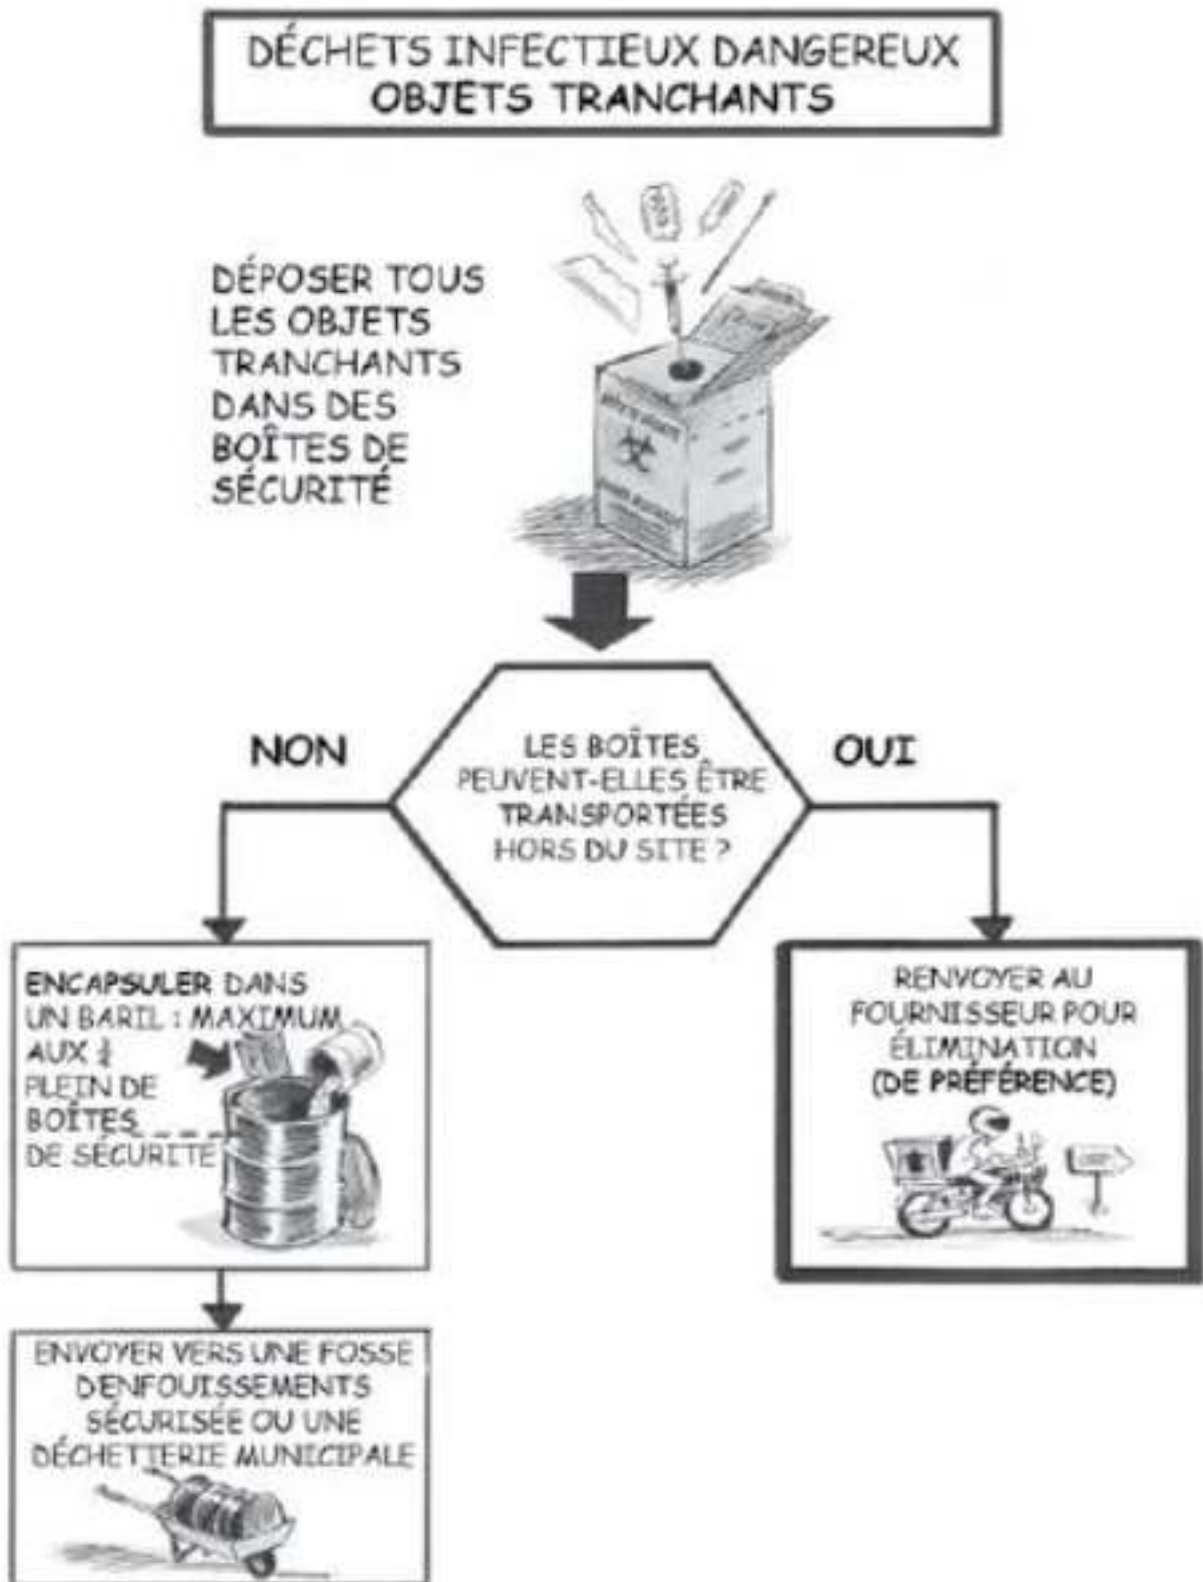 DÉCHETS INFECTIEUX DANGEREUX
OBJETS TRANCHANTS
DÉPOSER TOUS
LES OBJETS
TRANCHANTS
DANS DES
BOÎTES DE
SÉCURITÉ
NON
LES BOÎTES
PEUVENT-ELLES ÊTRE
TRANSPORTÉES
HORS DU SITE ?
OUI
ENCAPSULER DANS
UN BARIL : MAXIMUM
AUX
PLEIN DE
BOÎTES
DE SÉCURITÉ
RENVOYER AU
FOURNISSEUR POUR
ÉLIMINATION
(DE PRÉFÉRENCE)
ENVOYER VERS UNE FOSSE
D'ENFOUISSEMENTS
SÉCURISÉE OU UNE
DÉCHETTERIE MUNICIPALE